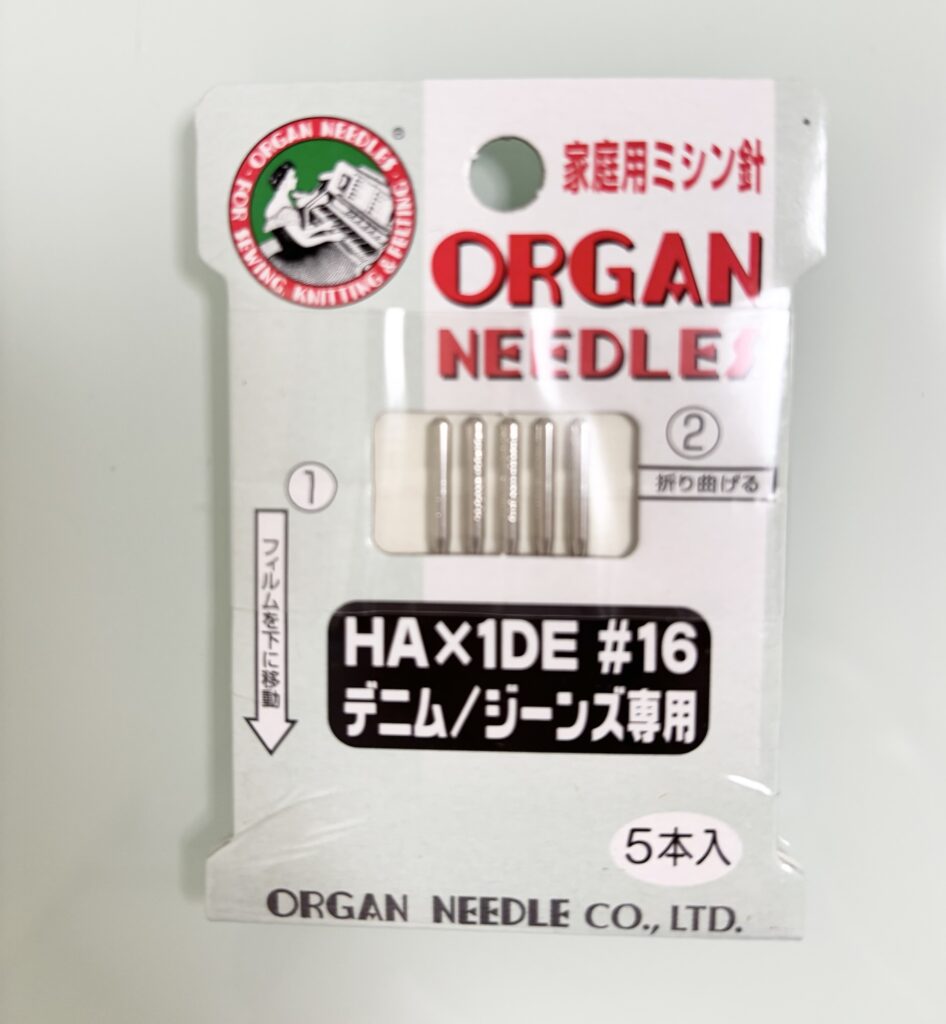 ORGAN NEEDLES
FOR SEWING, KNITTING & FELTING
®
家庭用ミシン針
ORGAN
NEEDLES
①
フィルムを下に移動
②
折り曲げる
HA×1DE #16
デニム/ジーンズ専用
5本入
ORGAN NEEDLE CO., LTD.